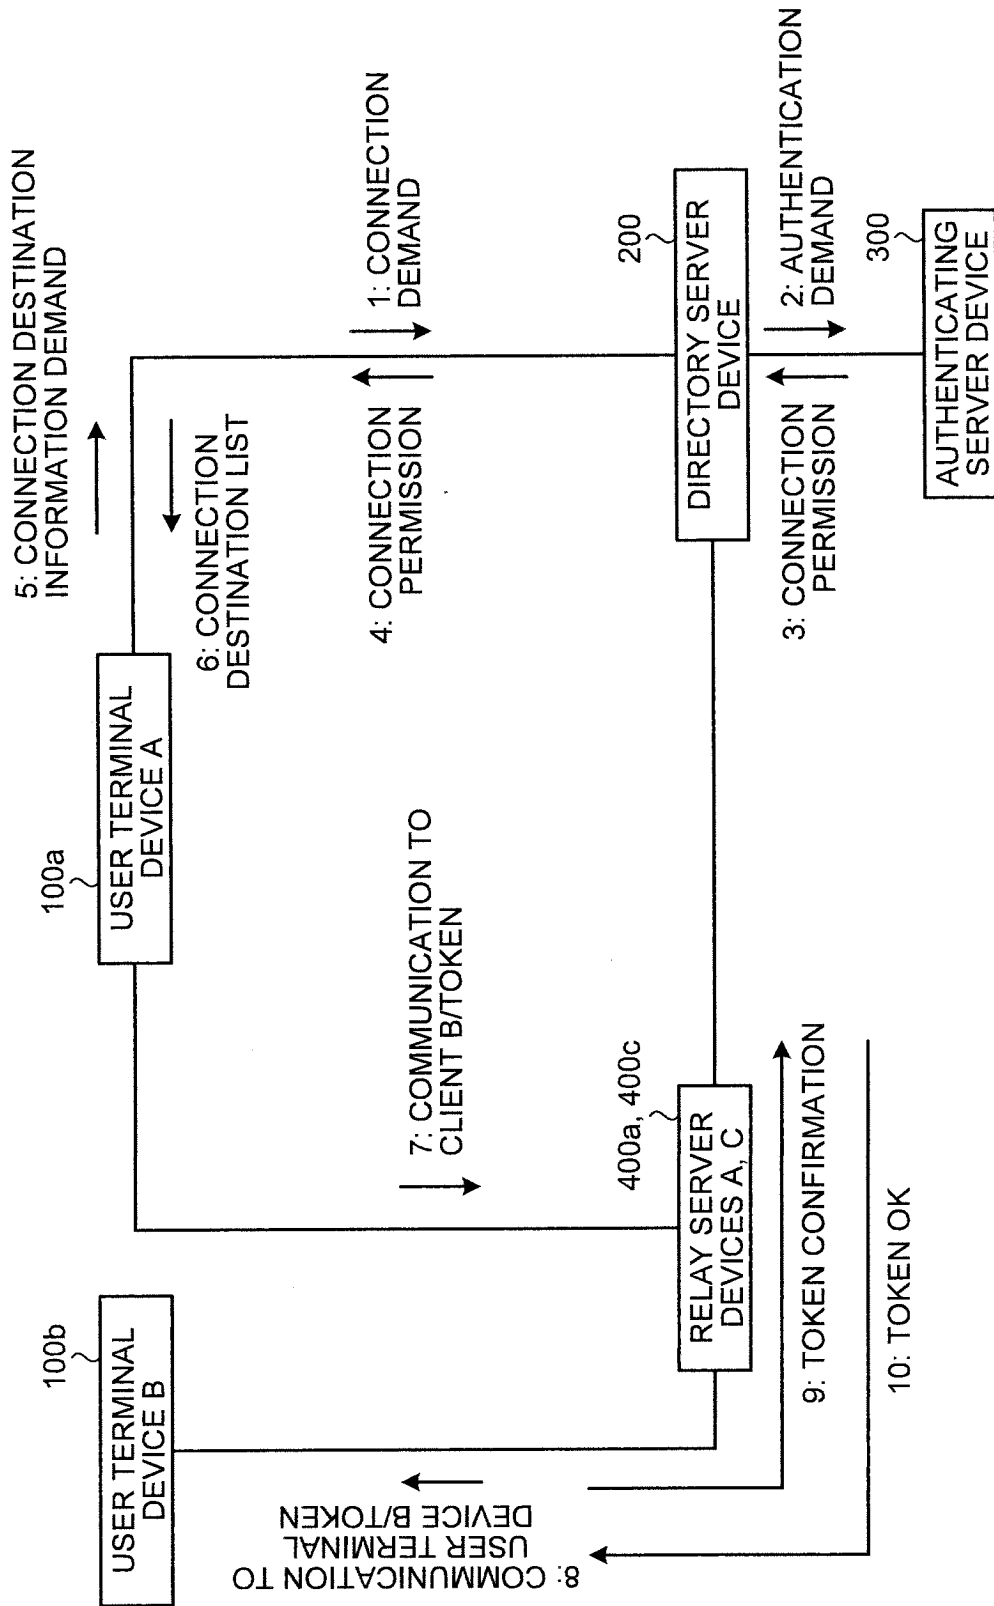 5: CONNECTION DESTINATION
INFORMATION DEMAND
100a
USER TERMINAL
DEVICE A
6: CONNECTION
DESTINATION LIST
1: CONNECTION
DEMAND
4: CONNECTION
PERMISSION
100b
USER TERMINAL
DEVICE B
7: COMMUNICATION TO
CLIENT B/TOKEN
8: COMMUNICATION TO
USER TERMINAL
DEVICE B/TOKEN
400a, 400c
RELAY SERVER
DEVICES A, C
200
DIRECTORY SERVER
DEVICE
9: TOKEN CONFIRMATION
10: TOKEN OK
3: CONNECTION
PERMISSION
2: AUTHENTICATION
DEMAND
300
AUTHENTICATING
SERVER DEVICE